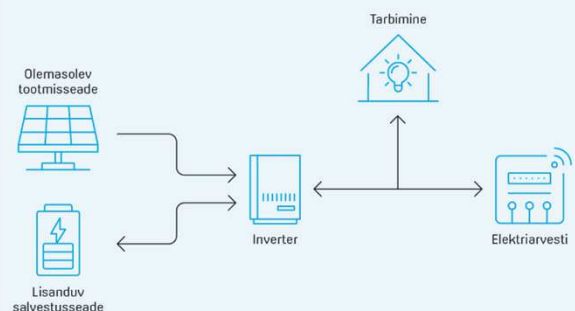 Tarbimine
Olemasolev
tootmisseade
Inverter
Elektriarvesti
Lisanduv
salvestusseade